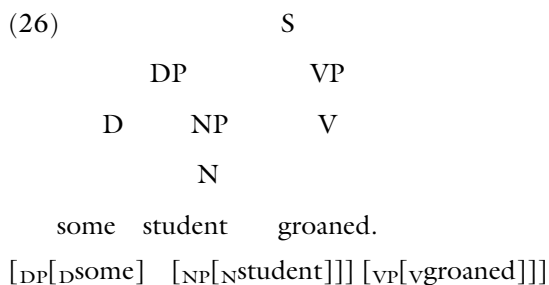 (26) S
DP VP
D NP V
N
some student groaned.
[DP[Dsome] [NP[Nstudent]]] [VP[Vgroaned]]]